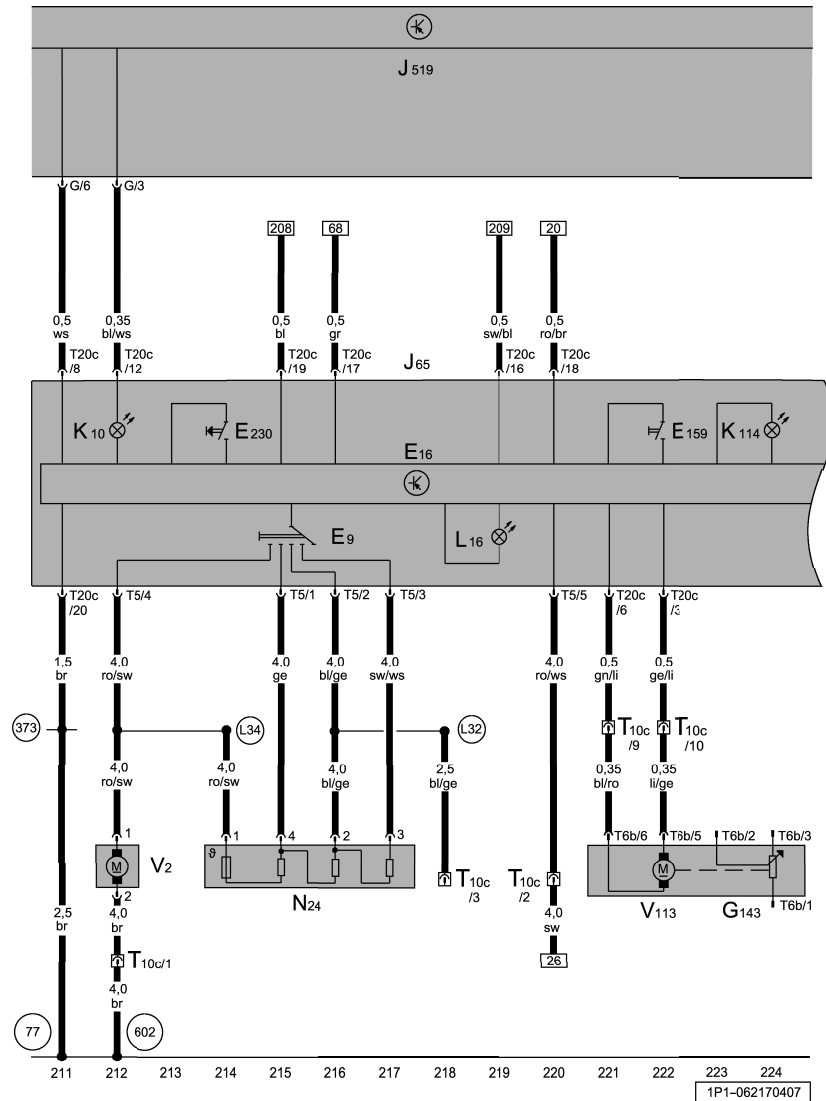 J519
G/6 G/3
208 68 209 20
0,5 0,35 0,5 0,5 0,5 0,5
ws bl/ws bl gr sw/bl ro/br
T20c T20c T20c T20c J65 T20c T20c
/8 /12 /19 /17 /16 /18
K10 E230 E159 K114
E16
E9 L16
T20c T5/4 T5/1 T5/2 T5/3 T5/5 T20c T20c
/20 /6
1,5 4,0 4,0 4,0 4,0 4,0 0,5 0,5
br ro/sw ge bl/ge sw/ws ro/ws gn/li ge/li
373 L34 L32 T10c T10c
/9 /10
4,0 4,0 4,0 2,5 0,35 0,35
ro/sw ro/sw bl/ge bl/ge bl/ro li/ge
1 1 4 2 3 T6b/6 T6b/5 T6b/2 T6b/3
ϑ
M V2 T10c T10c M
/3 /2
2 N24 V113 G143 T6b/1
2,5 4,0 4,0
br br sw
T10c/1 26
4,0
br
77 602
211 212 213 214 215 216 217 218 219 220 221 222 223 224
1P1-062170407